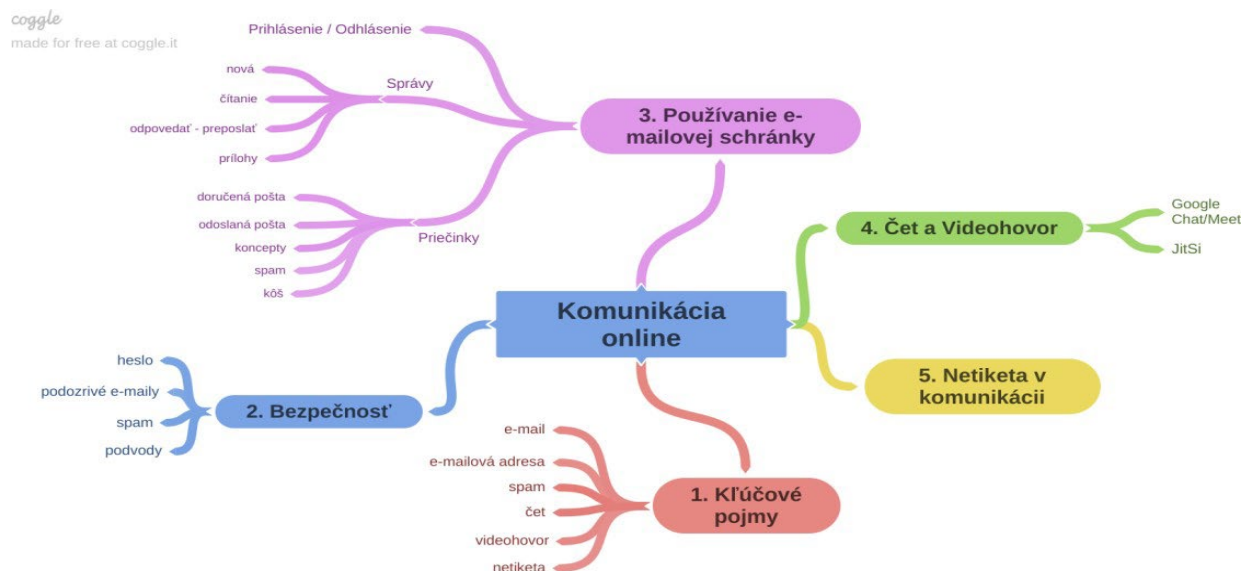 coggle
made for free at coggle.it
Prihlásenie / Odhlásenie
Správy
nová
čítanie
odpovedať - preposlať
prílohy
3. Používanie e-
mailovej schránky
doručená pošta
odoslaná pošta
koncepty
spam
kôš
Priečinky
4. Čet a Videohovor
Google
Chat/Meet
JitSi
Komunikácia
online
5. Netiketa v
komunikácii
heslo
podozrivé e-maily
spam
podvody
2. Bezpečnosť
e-mail
e-mailová adresa
spam
čet
videohovor
netiketa
1. Kľúčové
pojmy